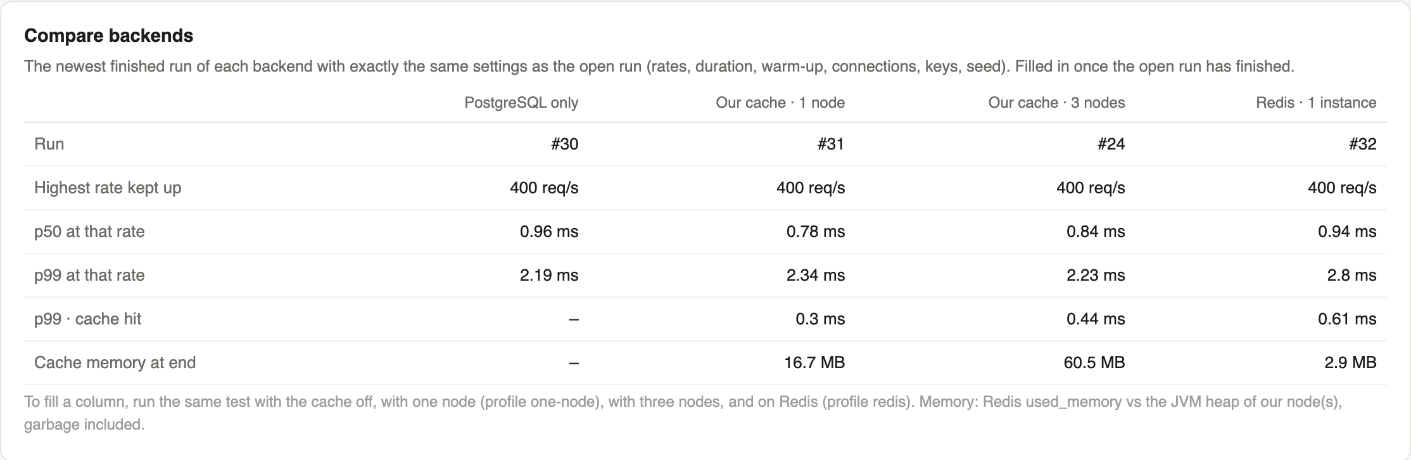 Compare backends
The newest finished run of each backend with exactly the same settings as the open run (rates, duration, warm-up, connections, keys, seed). Filled in once the open run has finished.
PostgreSQL only Our cache · 1 node Our cache · 3 nodes Redis · 1 instance
Run #30 #31 #24 #32
Highest rate kept up 400 req/s 400 req/s 400 req/s 400 req/s
p50 at that rate 0.96 ms 0.78 ms 0.84 ms 0.94 ms
p99 at that rate 2.19 ms 2.34 ms 2.23 ms 2.8 ms
p99 · cache hit – 0.3 ms 0.44 ms 0.61 ms
Cache memory at end – 16.7 MB 60.5 MB 2.9 MB
To fill a column, run the same test with the cache off, with one node (profile one-node), with three nodes, and on Redis (profile redis). Memory: Redis used_memory vs the JVM heap of our node(s),
garbage included.